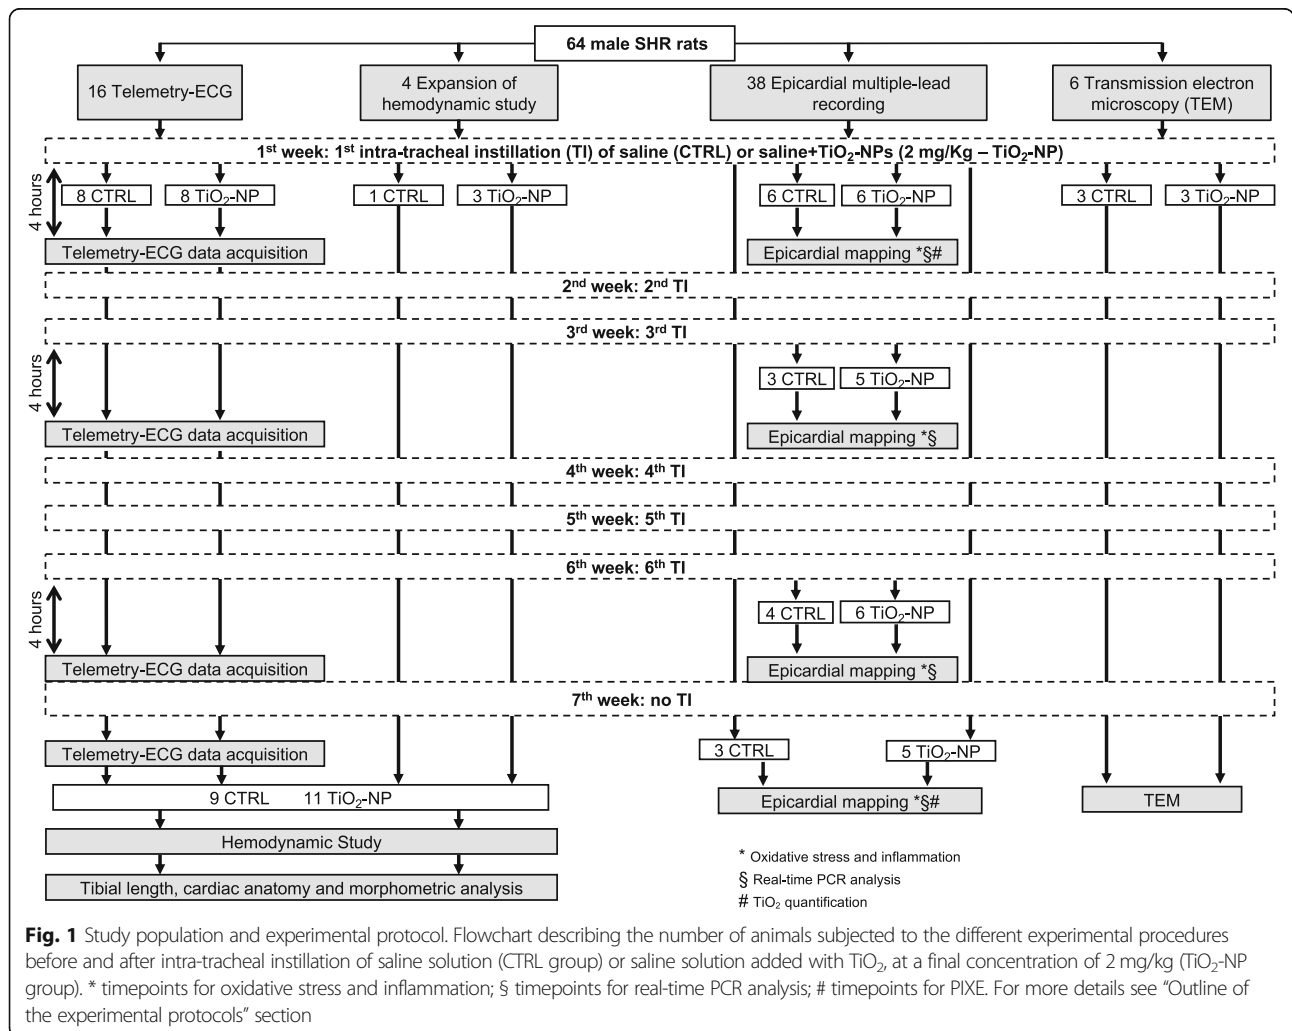 64 male SHR rats
16 Telemetry-ECG
4 Expansion of
hemodynamic study
38 Epicardial multiple-lead
recording
6 Transmission electron
microscopy (TEM)
1st week: 1st intra-tracheal instillation (TI) of saline (CTRL) or saline+TiO2-NPs (2 mg/Kg – TiO2-NP)
4 hours
8 CTRL
8 TiO2-NP
1 CTRL
3 TiO2-NP
6 CTRL
6 TiO2-NP
3 CTRL
3 TiO2-NP
Telemetry-ECG data acquisition
Epicardial mapping *§#
2nd week: 2nd TI
3rd week: 3rd TI
4 hours
3 CTRL
5 TiO2-NP
Telemetry-ECG data acquisition
Epicardial mapping *§
4th week: 4th TI
5th week: 5th TI
6th week: 6th TI
4 hours
4 CTRL
6 TiO2-NP
Telemetry-ECG data acquisition
Epicardial mapping *§
7th week: no TI
Telemetry-ECG data acquisition
3 CTRL
5 TiO2-NP
9 CTRL 11 TiO2-NP
Epicardial mapping *§#
TEM
Hemodynamic Study
Tibial length, cardiac anatomy and morphometric analysis
* Oxidative stress and inflammation
§ Real-time PCR analysis
# TiO2 quantification
Fig. 1 Study population and experimental protocol. Flowchart describing the number of animals subjected to the different experimental procedures
before and after intra-tracheal instillation of saline solution (CTRL group) or saline solution added with TiO2, at a final concentration of 2 mg/kg (TiO2-NP
group). * timepoints for oxidative stress and inflammation; § timepoints for real-time PCR analysis; # timepoints for PIXE. For more details see “Outline of
the experimental protocols” section